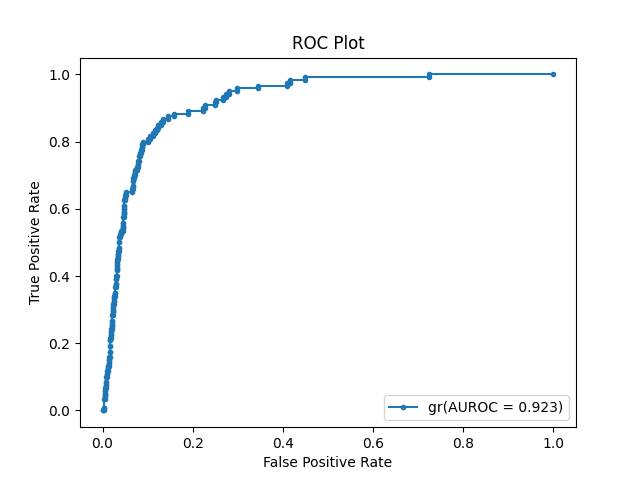 ROC Plot
True Positive Rate
1.0
0.8
0.6
0.4
0.2
0.0
gr(AUROC = 0.923)
0.0 0.2 0.4 0.6 0.8 1.0
False Positive Rate